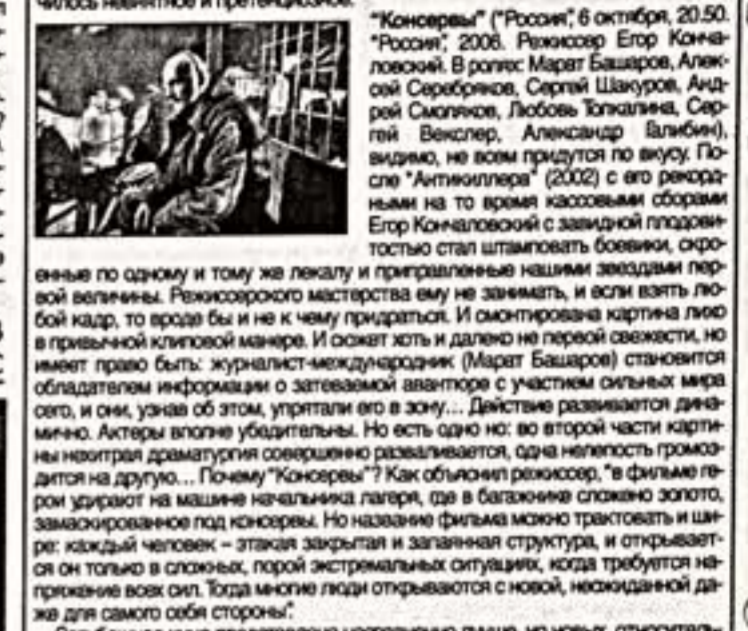 чилось невнятное и претенциозное.
"Консервы" ("Россия", 6 октября, 20.50.
"Россия", 2006. Режиссер Егор Конча-
ловский. В ролях: Марат Башаров, Алек-
сей Серебряков, Сергей Шакуров, Анд-
рей Смоляков, Любовь Толкалина, Сер-
гей Векслер, Александр Галибин),
видимо, не всем придутся по вкусу. По-
сле "Антикиллера" (2002) с его рекорд-
ными на то время кассовыми сборами
Егор Кончаловский с завидной плодови-
тостью стал штамповать боевики, скро-
енные по одному и тому же лекалу и приправленные нашими звездами пер-
вой величины. Режиссерского мастерства ему не занимать, и если взять лю-
бой кадр, то вроде бы и не к чему придраться. И смонтирована картина лихо
в привычной клиповой манере. И сюжет хоть и далеко не первой свежести, но
имеет право быть: журналист-международник (Марат Башаров) становится
обладателем информации о затеваемой авантюре с участием сильных мира
сего, и они, узнав об этом, упрятали его в зону... Действие развивается дина-
мично. Актеры вполне убедительны. Но есть одно но: во второй части карти-
ны нехитрая драматургия совершенно разваливается, одна нелепость громоз-
дится на другую... Почему "Консервы"? Как объяснил режиссер, "в фильме ге-
рои удирают на машине начальника лагеря, где в багажнике сложено золото,
замаскированное под консервы. Но название фильма можно трактовать и ши-
ре: каждый человек – этакая закрытая и запаянная структура, и открывает-
ся он только в сложных, порой экстремальных ситуациях, когда требуется на-
пряжение всех сил. Тогда многие люди открываются с новой, неожиданной да-
же для самого себя стороны".